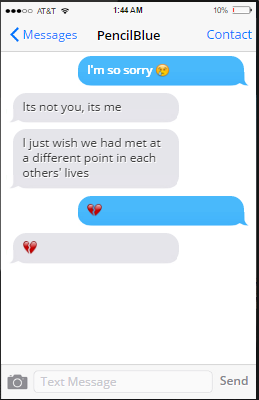 AT&T 1:44 AM 10%
Messages PencilBlue Contact
I'm so sorry 😢
Its not you, its me
I just wish we had met at
a different point in each
others' lives
💔
💔
Text Message Send